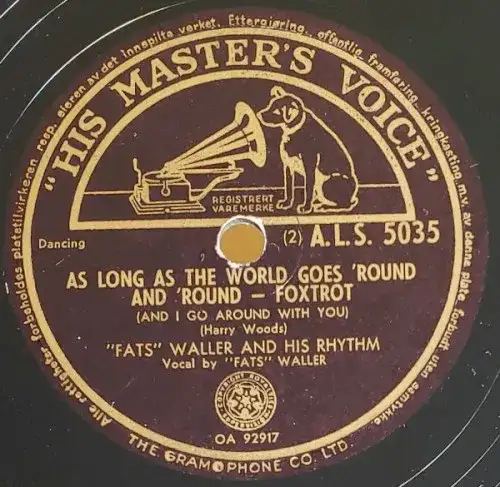 Alle rettigheter forbeholdes platetilvirkeren resp. eieren av det innspilte verket. Ettergjøring, offentlig framføring, kringkasting m.v. av denne plate forbudt uten samtykke.
"HIS MASTER'S VOICE"
REGISTRERT
VAREMERKE
Dancing
(2) A.L.S. 5035
AS LONG AS THE WORLD GOES 'ROUND
AND 'ROUND - FOXTROT
(AND I GO AROUND WITH YOU)
(Harry Woods)
"FATS" WALLER AND HIS RHYTHM
Vocal by "FATS" WALLER
OA 92917
THE GRAMOPHONE CO. LTD.